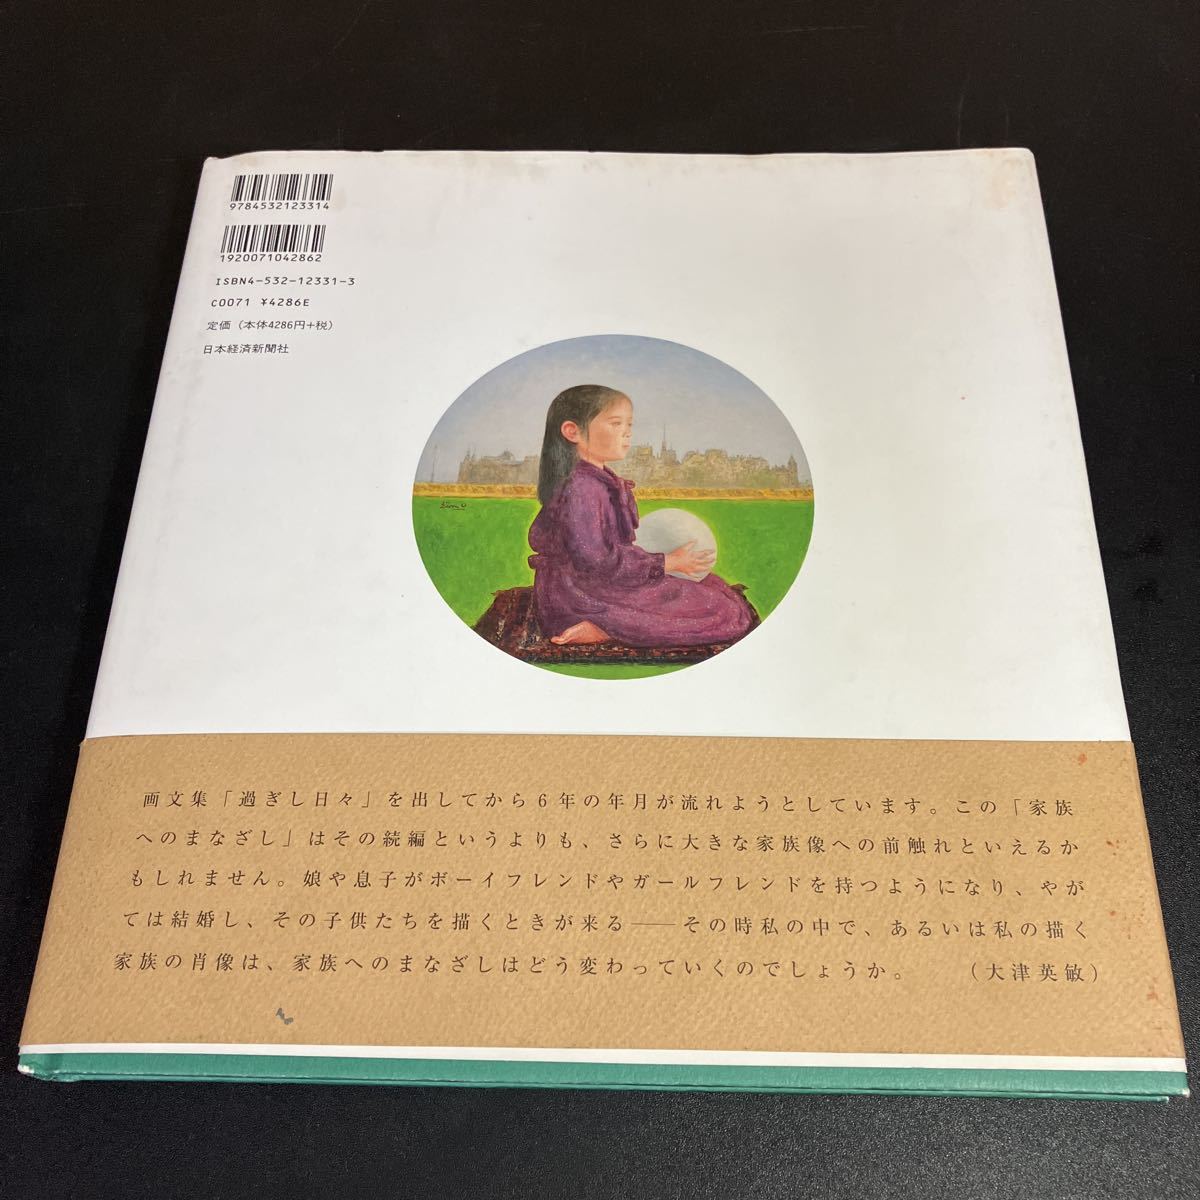 9784532123314
1920071042862
ISBN4-532-12331-3
C0071 ¥4286E
定価（本体4286円+税）
日本経済新聞社
画文集「過ぎし日々」を出してから6年の年月が流れようとしています。この「家族
へのまなざし」はその続編というよりも、さらに大きな家族像への前触れといえるか
もしれません。娘や息子がボーイフレンドやガールフレンドを持つようになり、やが
ては結婚し、その子供たちを描くときが来る――その時私の中で、あるいは私の描く
家族の肖像は、家族へのまなざしはどう変わっていくのでしょうか。　（大津英敏）